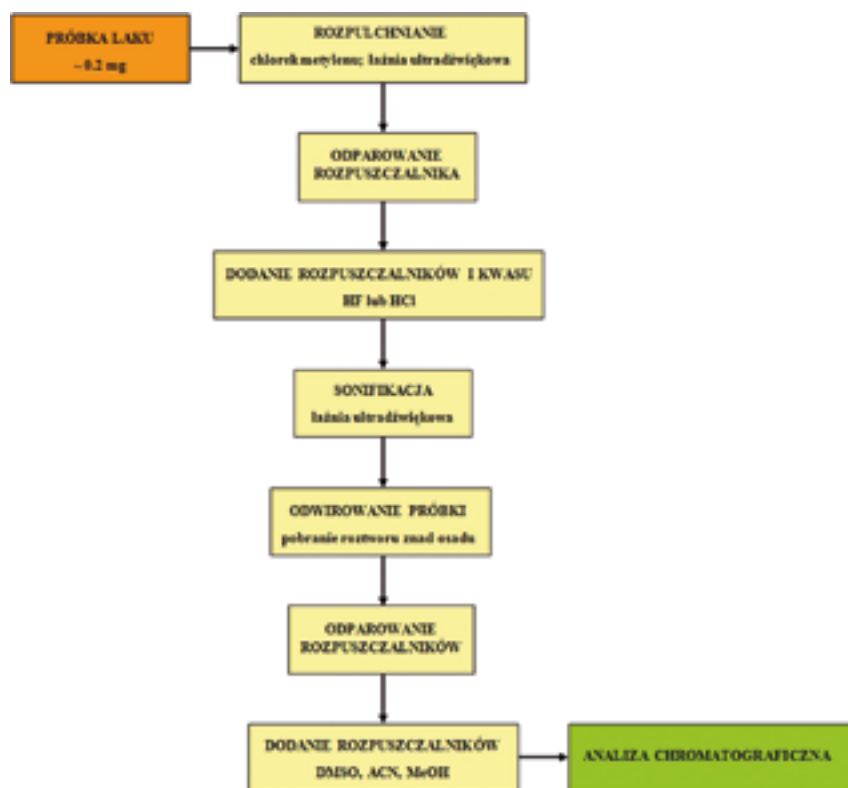 PRÓBKA LAKU
~ 0.2 mg
ROZPULCHNIANIE
chlorek metylenu; łaźnia ultradźwiękowa
ODPAROWANIE
ROZPUSZCZALNIKA
DODANIE ROZPUSZCZALNIKÓW I KWASU
HF lub HCl
SONIFIKACJA
łaźnia ultradźwiękowa
ODWIROWANIE PRÓBKI
pobranie roztworu znad osadu
ODPAROWANIE
ROZPUSZCZALNIKÓW
DODANIE ROZPUSZCZALNIKÓW
DMSO, ACN, MeOH
ANALIZA CHROMATOGRAFICZNA